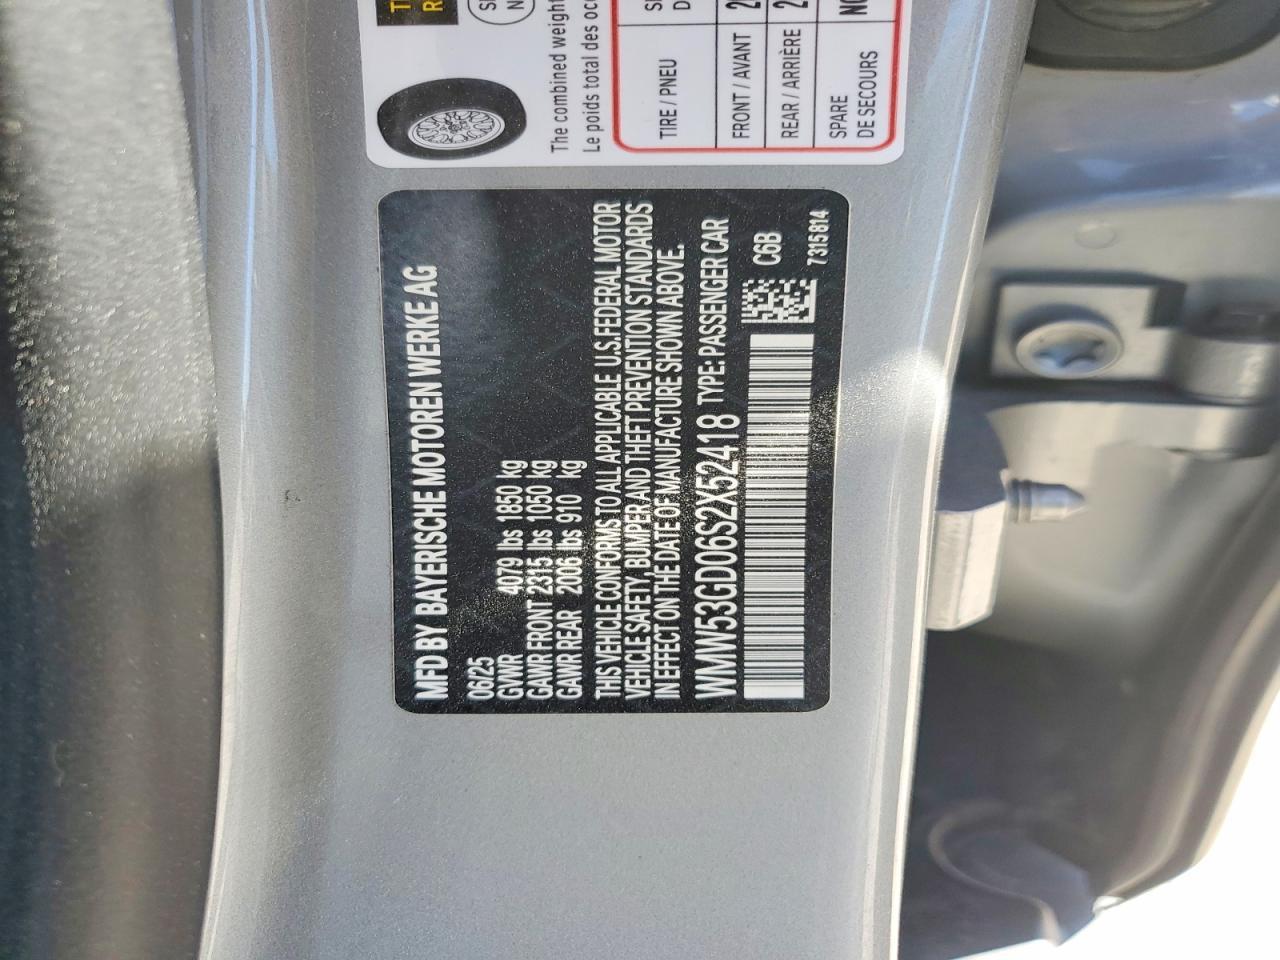 The combined weight
Le poids total des occ
TIRE / PNEU
FRONT / AVANT
REAR / ARRIÈRE
SPARE
DE SECOURS
MFD BY BAYERISCHE MOTOREN WERKE AG
06/25
GVWR 4079 lbs 1850 kg
GAWR FRONT 2315 lbs 1050 kg
GAWR REAR 2006 lbs 910 kg
THIS VEHICLE CONFORMS TO ALL APPLICABLE U.S. FEDERAL MOTOR
VEHICLE SAFETY, BUMPER AND THEFT PREVENTION STANDARDS
IN EFFECT ON THE DATE OF MANUFACTURE SHOWN ABOVE.
WMW53GD06S2X52418 TYPE: PASSENGER CAR
C6B
7315814